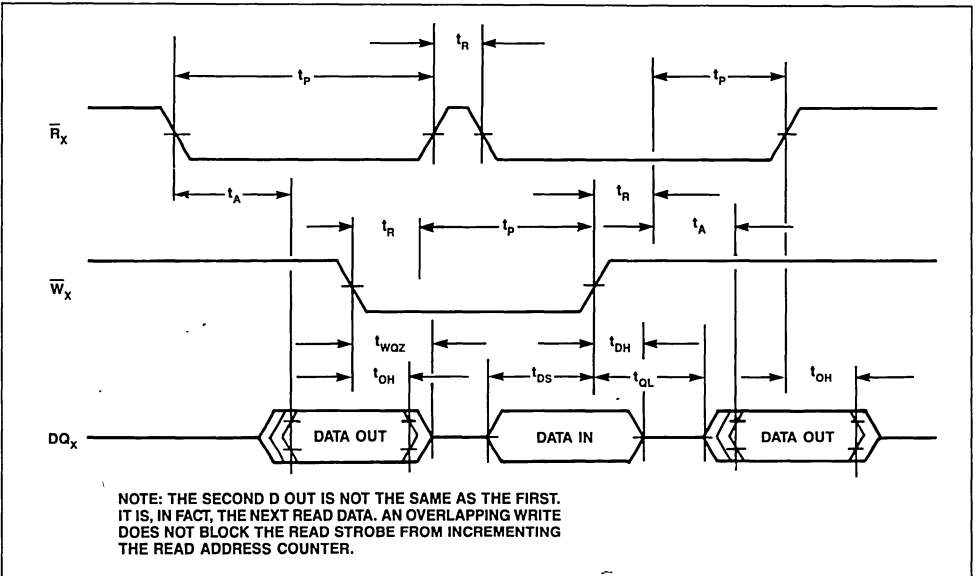 tR
tP
tP
R̅X
tA
tR
tR
tP
tA
W̅X
tWQZ
tDH
tOH
tDS
tQL
tOH
DQX
DATA OUT
DATA IN
DATA OUT
NOTE: THE SECOND D OUT IS NOT THE SAME AS THE FIRST.
IT IS, IN FACT, THE NEXT READ DATA. AN OVERLAPPING WRITE
DOES NOT BLOCK THE READ STROBE FROM INCREMENTING
THE READ ADDRESS COUNTER.